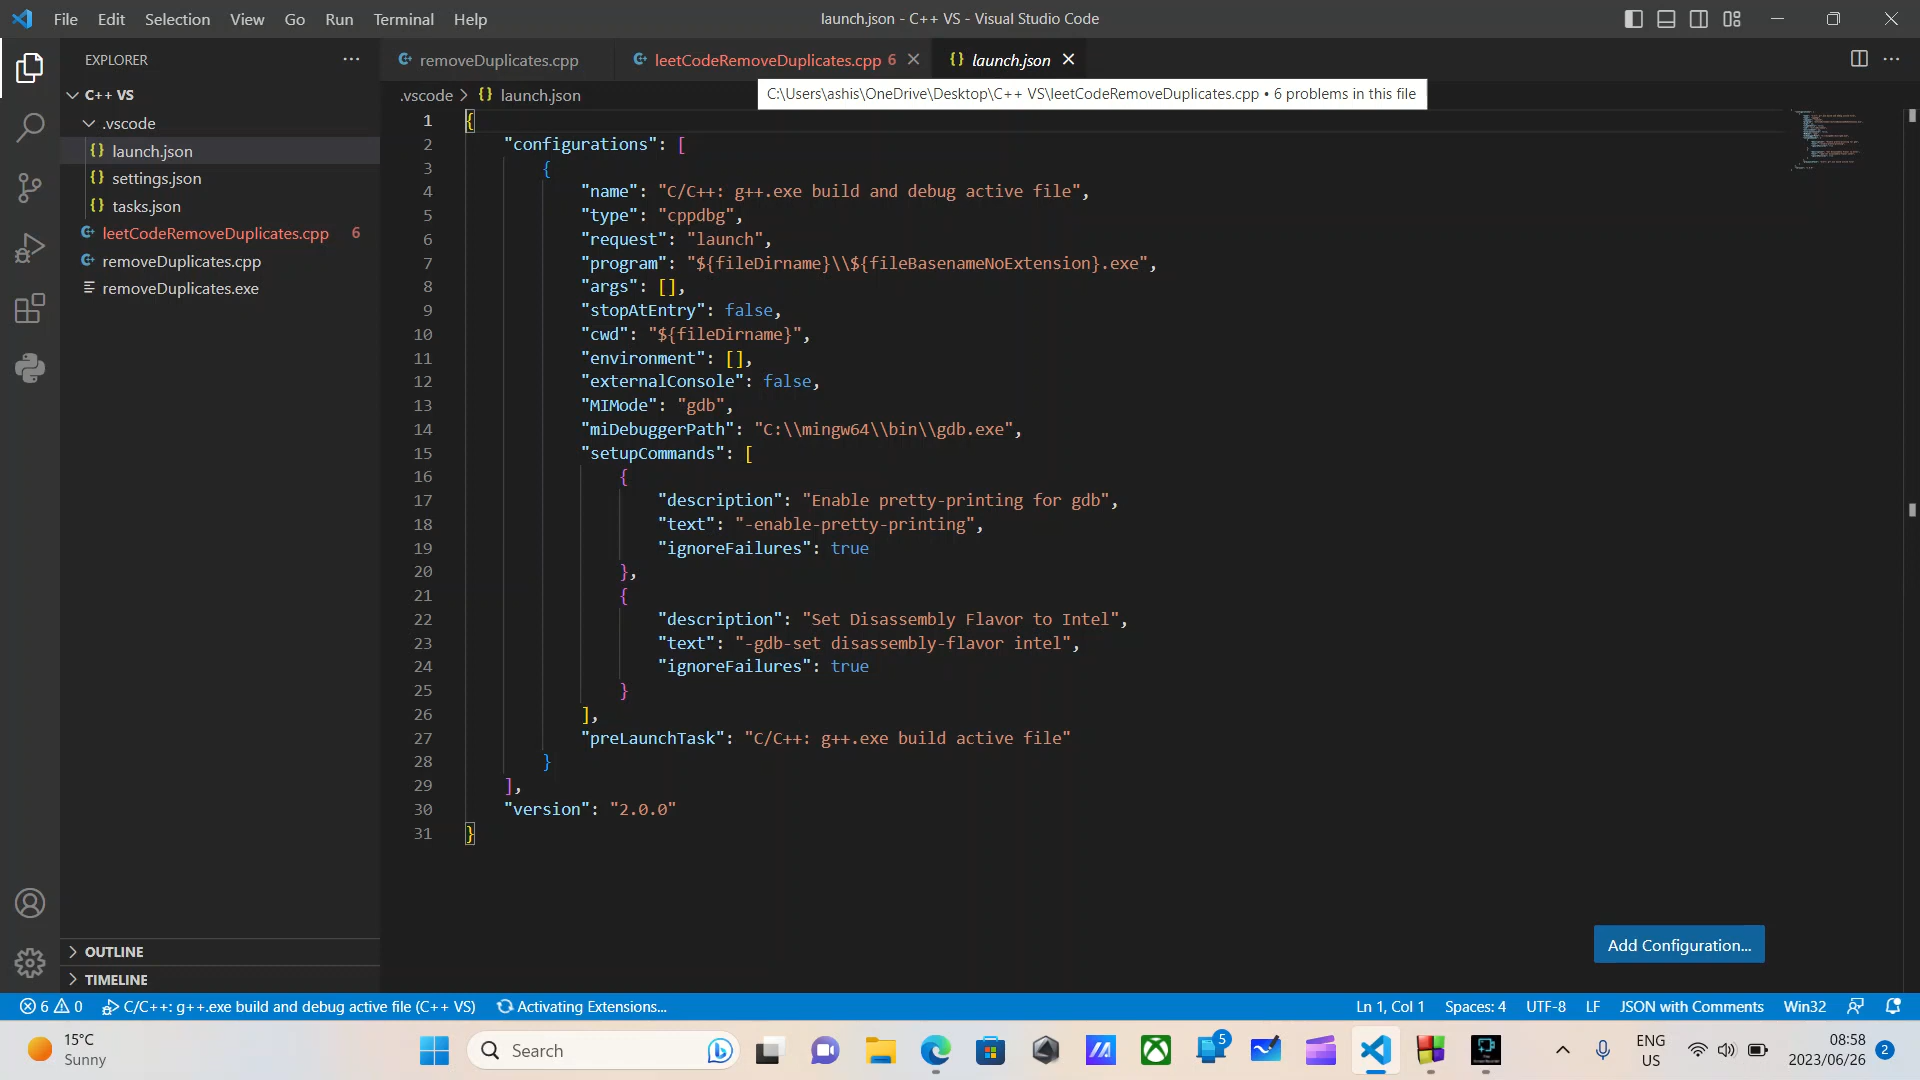 File Edit Selection View Go Run Terminal Help
launch.json - C++ VS - Visual Studio Code
EXPLORER
C++ VS
.vscode
launch.json
settings.json
tasks.json
leetCodeRemoveDuplicates.cpp 6
removeDuplicates.cpp
removeDuplicates.exe
OUTLINE
TIMELINE
removeDuplicates.cpp
leetCodeRemoveDuplicates.cpp 6
launch.json
.vscode > launch.json
C:\Users\ashis\OneDrive\Desktop\C++ VS\leetCodeRemoveDuplicates.cpp • 6 problems in this file
1 {
2 "configurations": [
3 {
4 "name": "C/C++: g++.exe build and debug active file",
5 "type": "cppdbg",
6 "request": "launch",
7 "program": "${fileDirname}\\${fileBasenameNoExtension}.exe",
8 "args": [],
9 "stopAtEntry": false,
10 "cwd": "${fileDirname}",
11 "environment": [],
12 "externalConsole": false,
13 "MIMode": "gdb",
14 "miDebuggerPath": "C:\\mingw64\\bin\\gdb.exe",
15 "setupCommands": [
16 {
17 "description": "Enable pretty-printing for gdb",
18 "text": "-enable-pretty-printing",
19 "ignoreFailures": true
20 },
21 {
22 "description": "Set Disassembly Flavor to Intel",
23 "text": "-gdb-set disassembly-flavor intel",
24 "ignoreFailures": true
25 }
26 ],
27 "preLaunchTask": "C/C++: g++.exe build active file"
28 }
29 ],
30 "version": "2.0.0"
31 }
Add Configuration...
6 0 C/C++: g++.exe build and debug active file (C++ VS) Activating Extensions...
Ln 1, Col 1 Spaces: 4 UTF-8 LF JSON with Comments Win32
15°C
Sunny
Search
5
ENG
US
08:58
2023/06/26
2